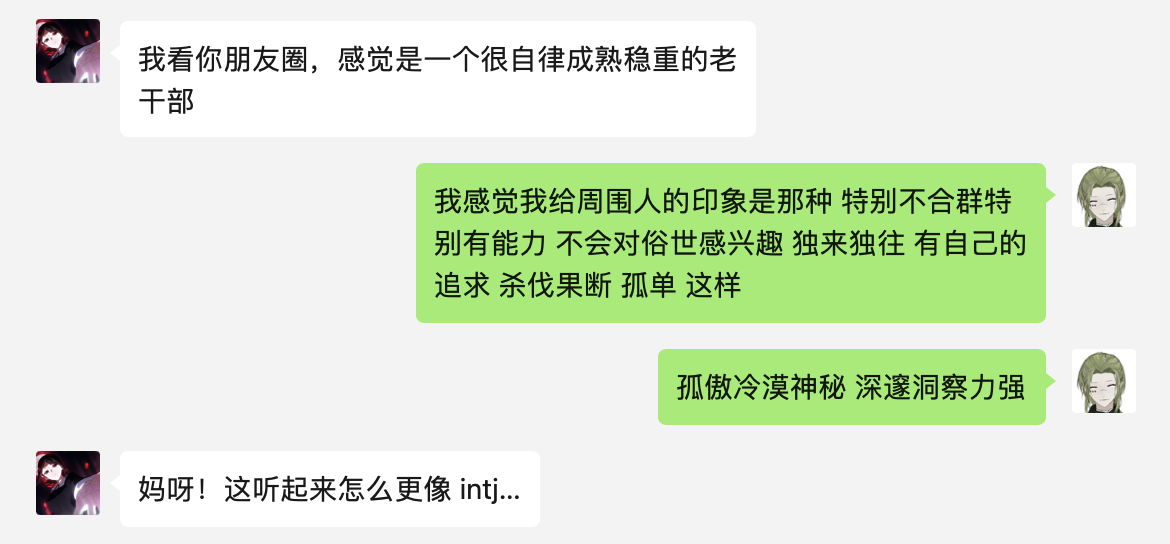 我看你朋友圈，感觉是一个很自律成熟稳重的老
干部
我感觉我给周围人的印象是那种 特别不合群特
别有能力 不会对俗世感兴趣 独来独往 有自己的
追求 杀伐果断 孤单 这样
孤傲冷漠神秘 深邃洞察力强
妈呀！这听起来怎么更像 intj...